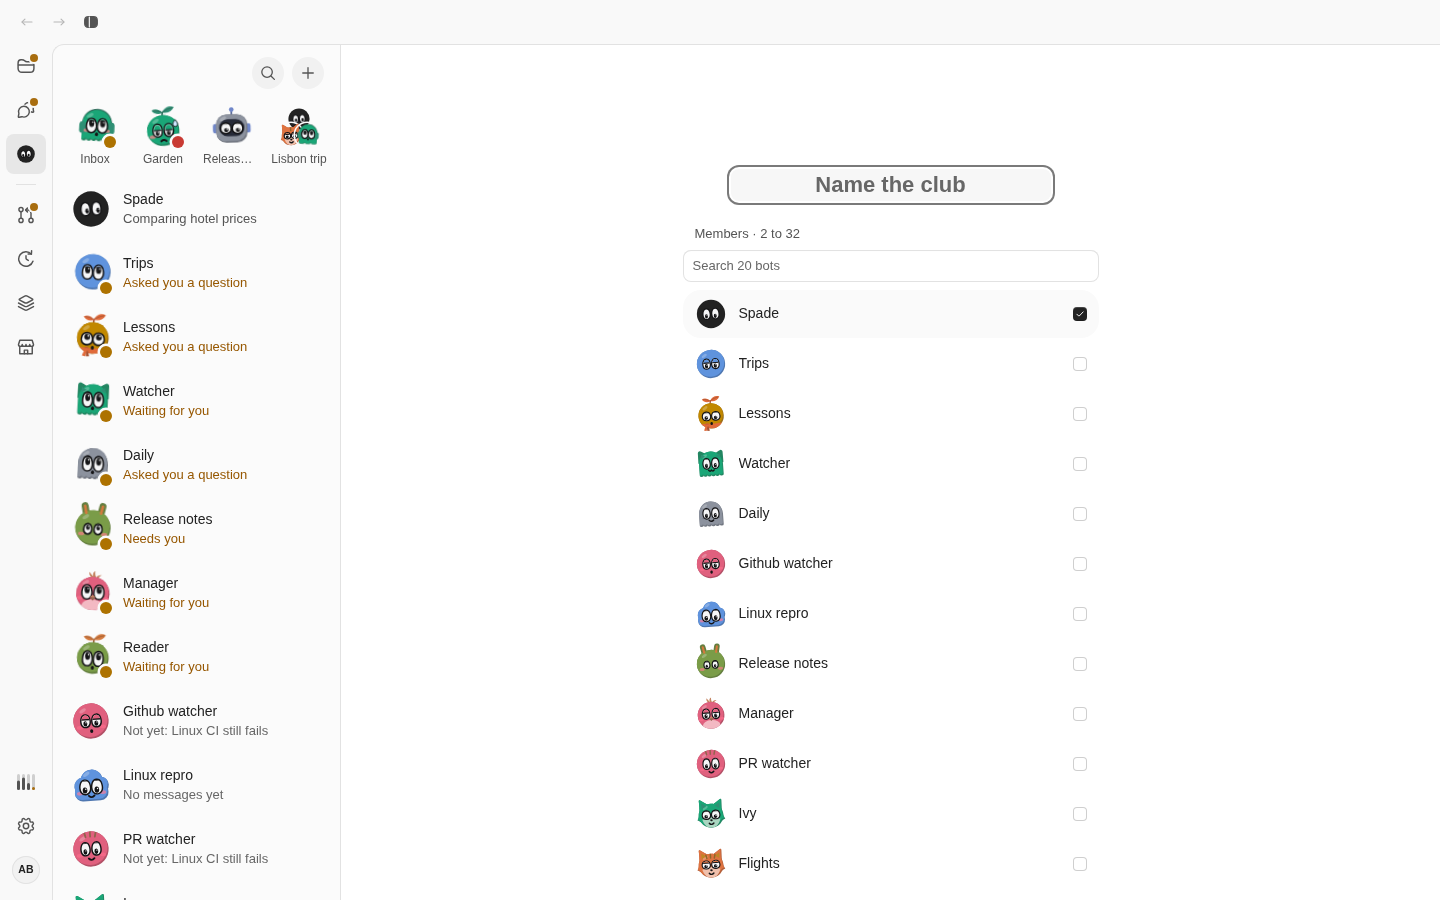 Inbox
Garden
Releas…
Lisbon trip
Spade
Comparing hotel prices
Trips
Asked you a question
Lessons
Asked you a question
Watcher
Waiting for you
Daily
Asked you a question
Release notes
Needs you
Manager
Waiting for you
Reader
Waiting for you
Github watcher
Not yet: Linux CI still fails
Linux repro
No messages yet
PR watcher
Not yet: Linux CI still fails
AB
Name the club
Members · 2 to 32
Search 20 bots
Spade
Trips
Lessons
Watcher
Daily
Github watcher
Linux repro
Release notes
Manager
PR watcher
Ivy
Flights